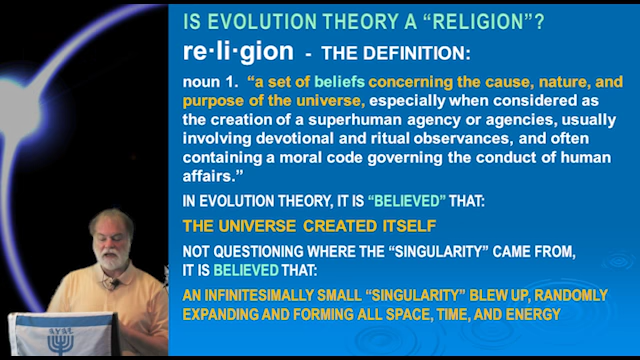 IS EVOLUTION THEORY A “RELIGION”?
re·li·gion - THE DEFINITION:
noun 1. “a set of beliefs concerning the cause, nature, and
purpose of the universe, especially when considered as
the creation of a superhuman agency or agencies, usually
involving devotional and ritual observances, and often
containing a moral code governing the conduct of human
affairs.”
IN EVOLUTION THEORY, IT IS “BELIEVED” THAT:
THE UNIVERSE CREATED ITSELF
NOT QUESTIONING WHERE THE “SINGULARITY” CAME FROM,
IT IS BELIEVED THAT:
AN INFINITESIMALLY SMALL “SINGULARITY” BLEW UP, RANDOMLY
EXPANDING AND FORMING ALL SPACE, TIME, AND ENERGY